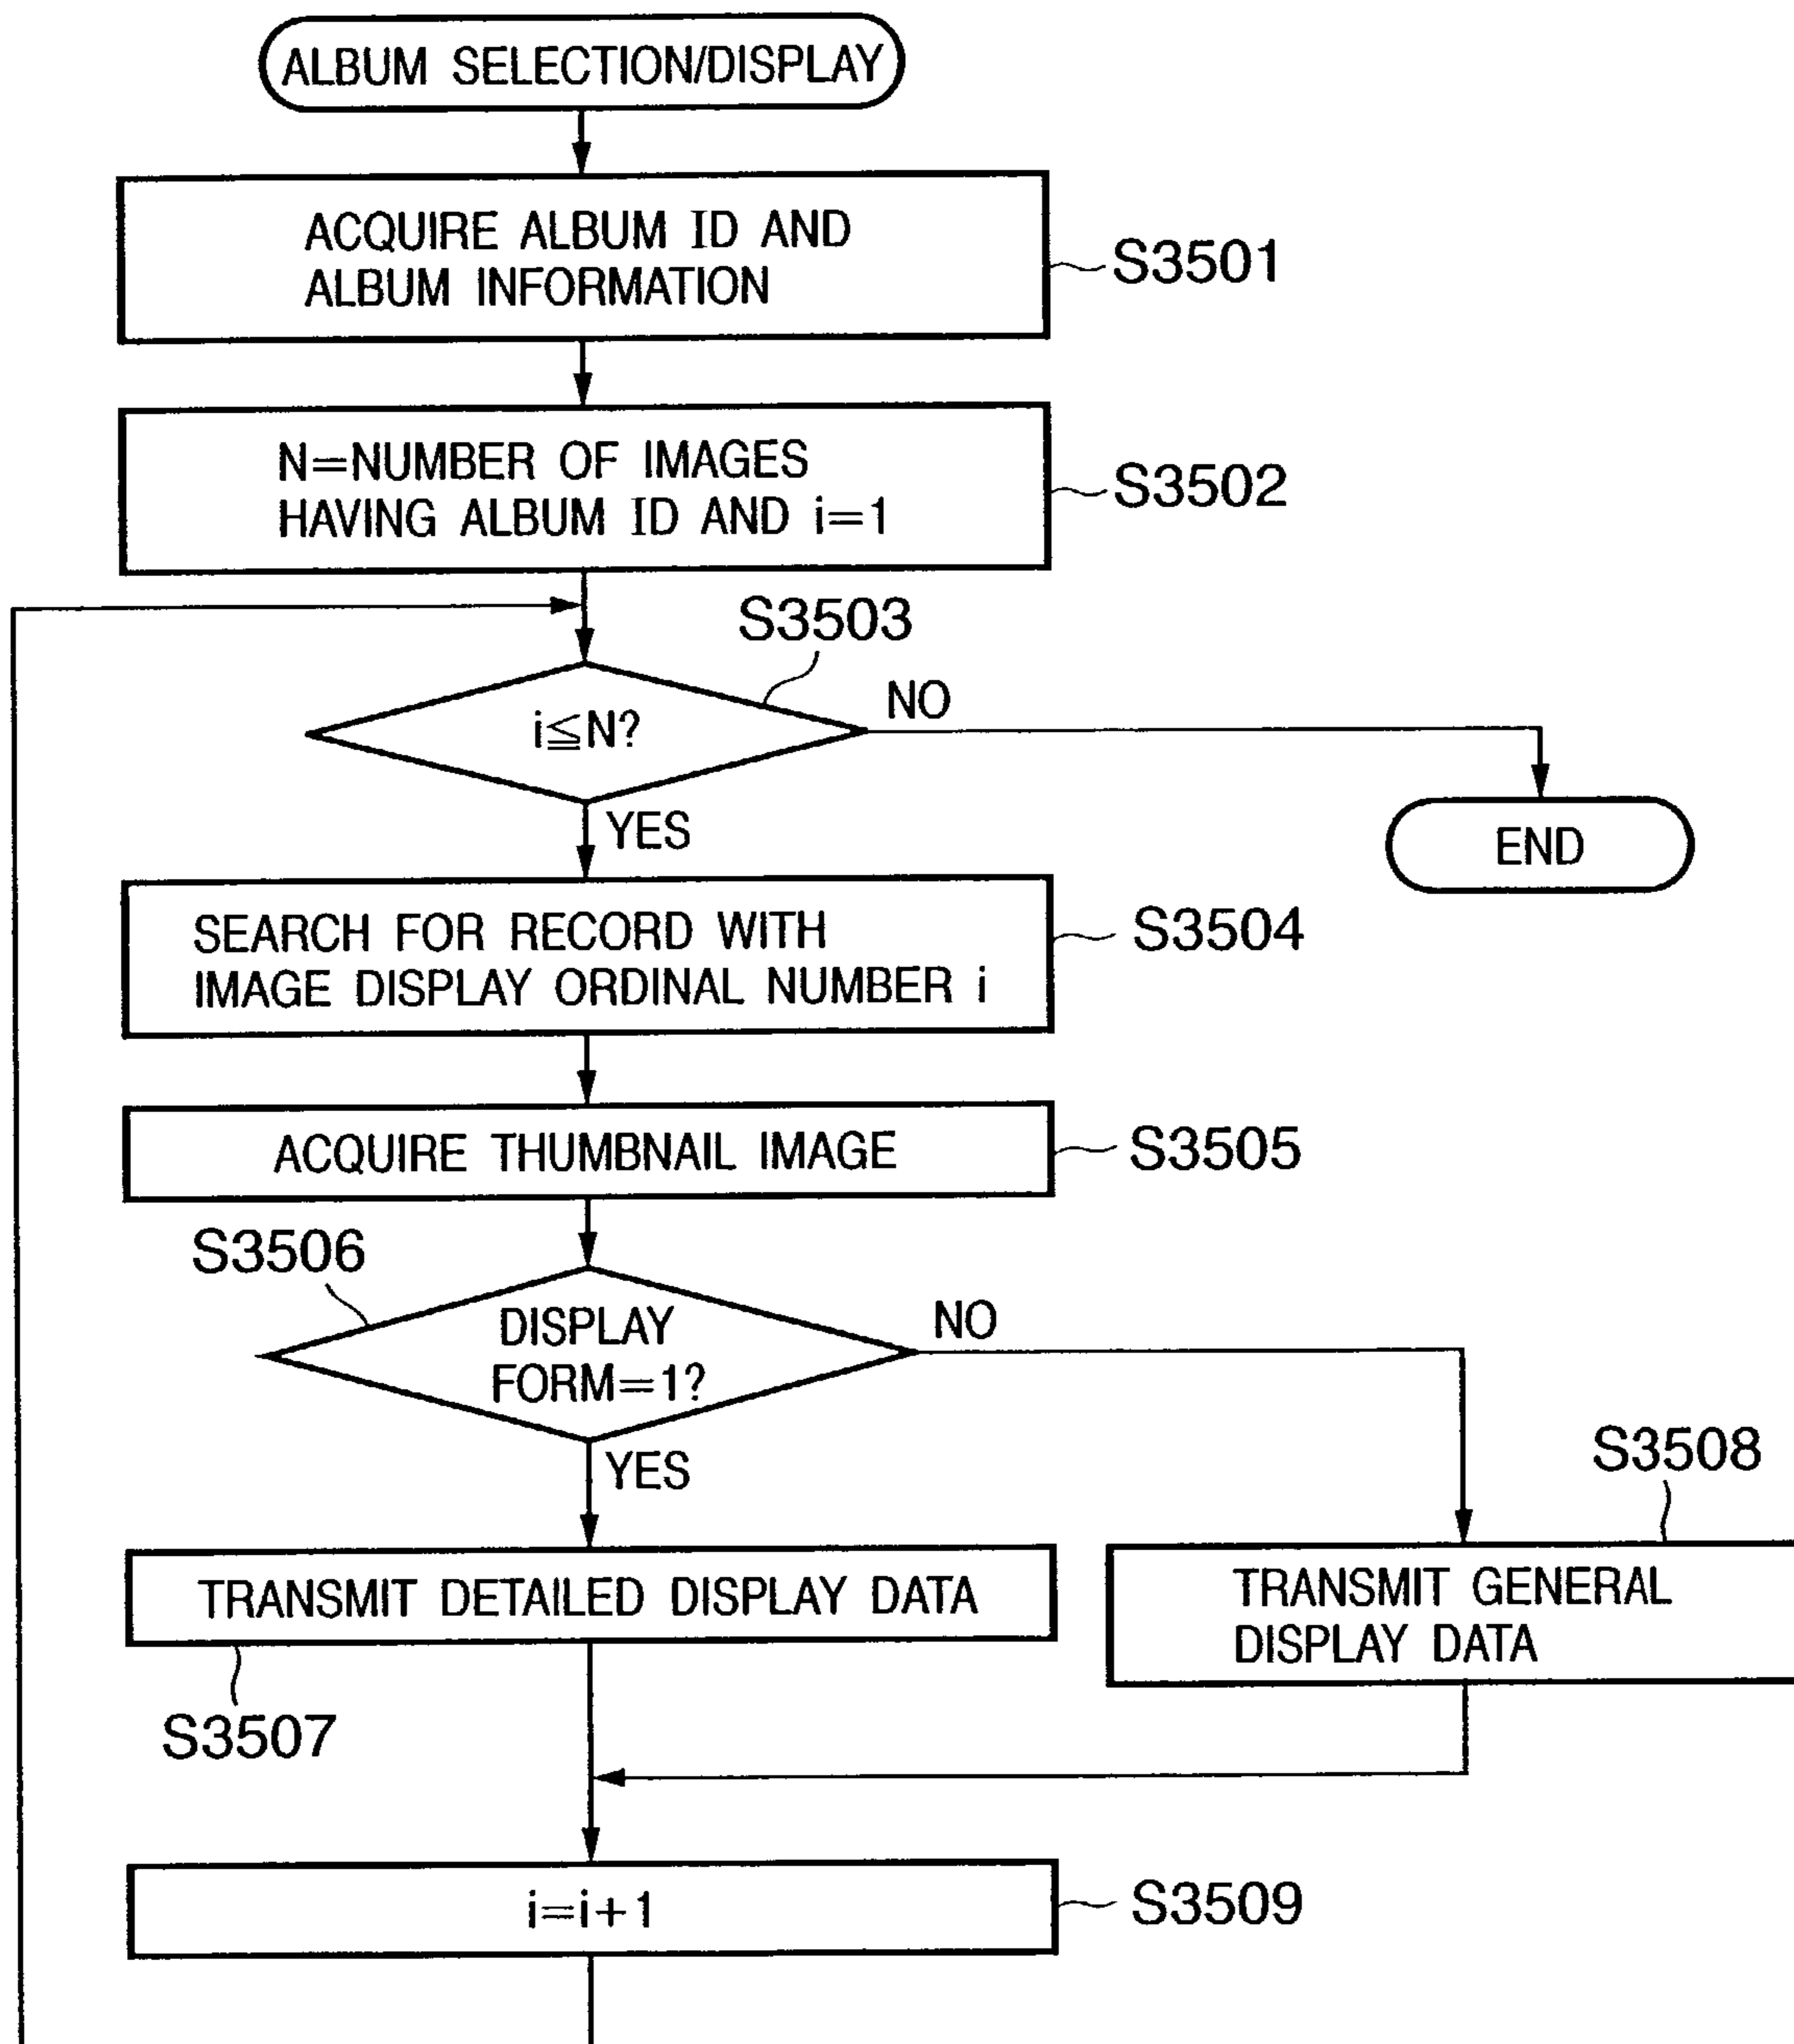 ALBUM SELECTION/DISPLAY
ACQUIRE ALBUM ID AND
ALBUM INFORMATION
S3501
N=NUMBER OF IMAGES
HAVING ALBUM ID AND i=1
S3502
S3503
i≦N?
NO
YES
END
SEARCH FOR RECORD WITH
IMAGE DISPLAY ORDINAL NUMBER i
S3504
ACQUIRE THUMBNAIL IMAGE
S3505
S3506
DISPLAY
FORM=1?
NO
YES
S3508
TRANSMIT DETAILED DISPLAY DATA
TRANSMIT GENERAL
DISPLAY DATA
S3507
i=i+1
S3509